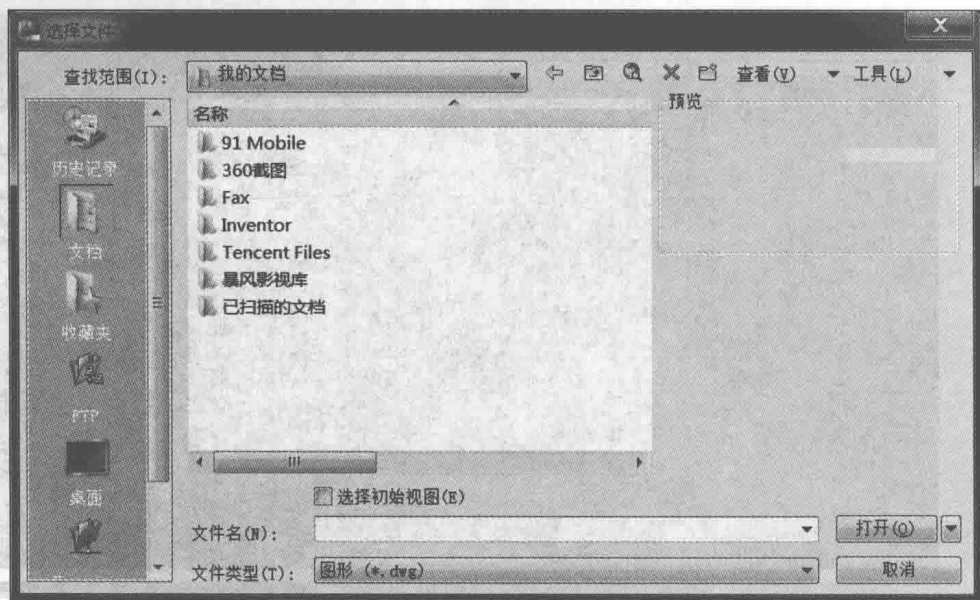 选择文件
查找范围(I): 我的文档 查看(V) 工具(L)
名称 预览
91 Mobile
360截图
Fax
Inventor
Tencent Files
暴风影视库
已扫描的文档
历史记录
文档
收藏夹
FTP
桌面
选择初始视图(E)
文件名(N): 打开(O)
文件类型(T): 图形 (*.dwg) 取消